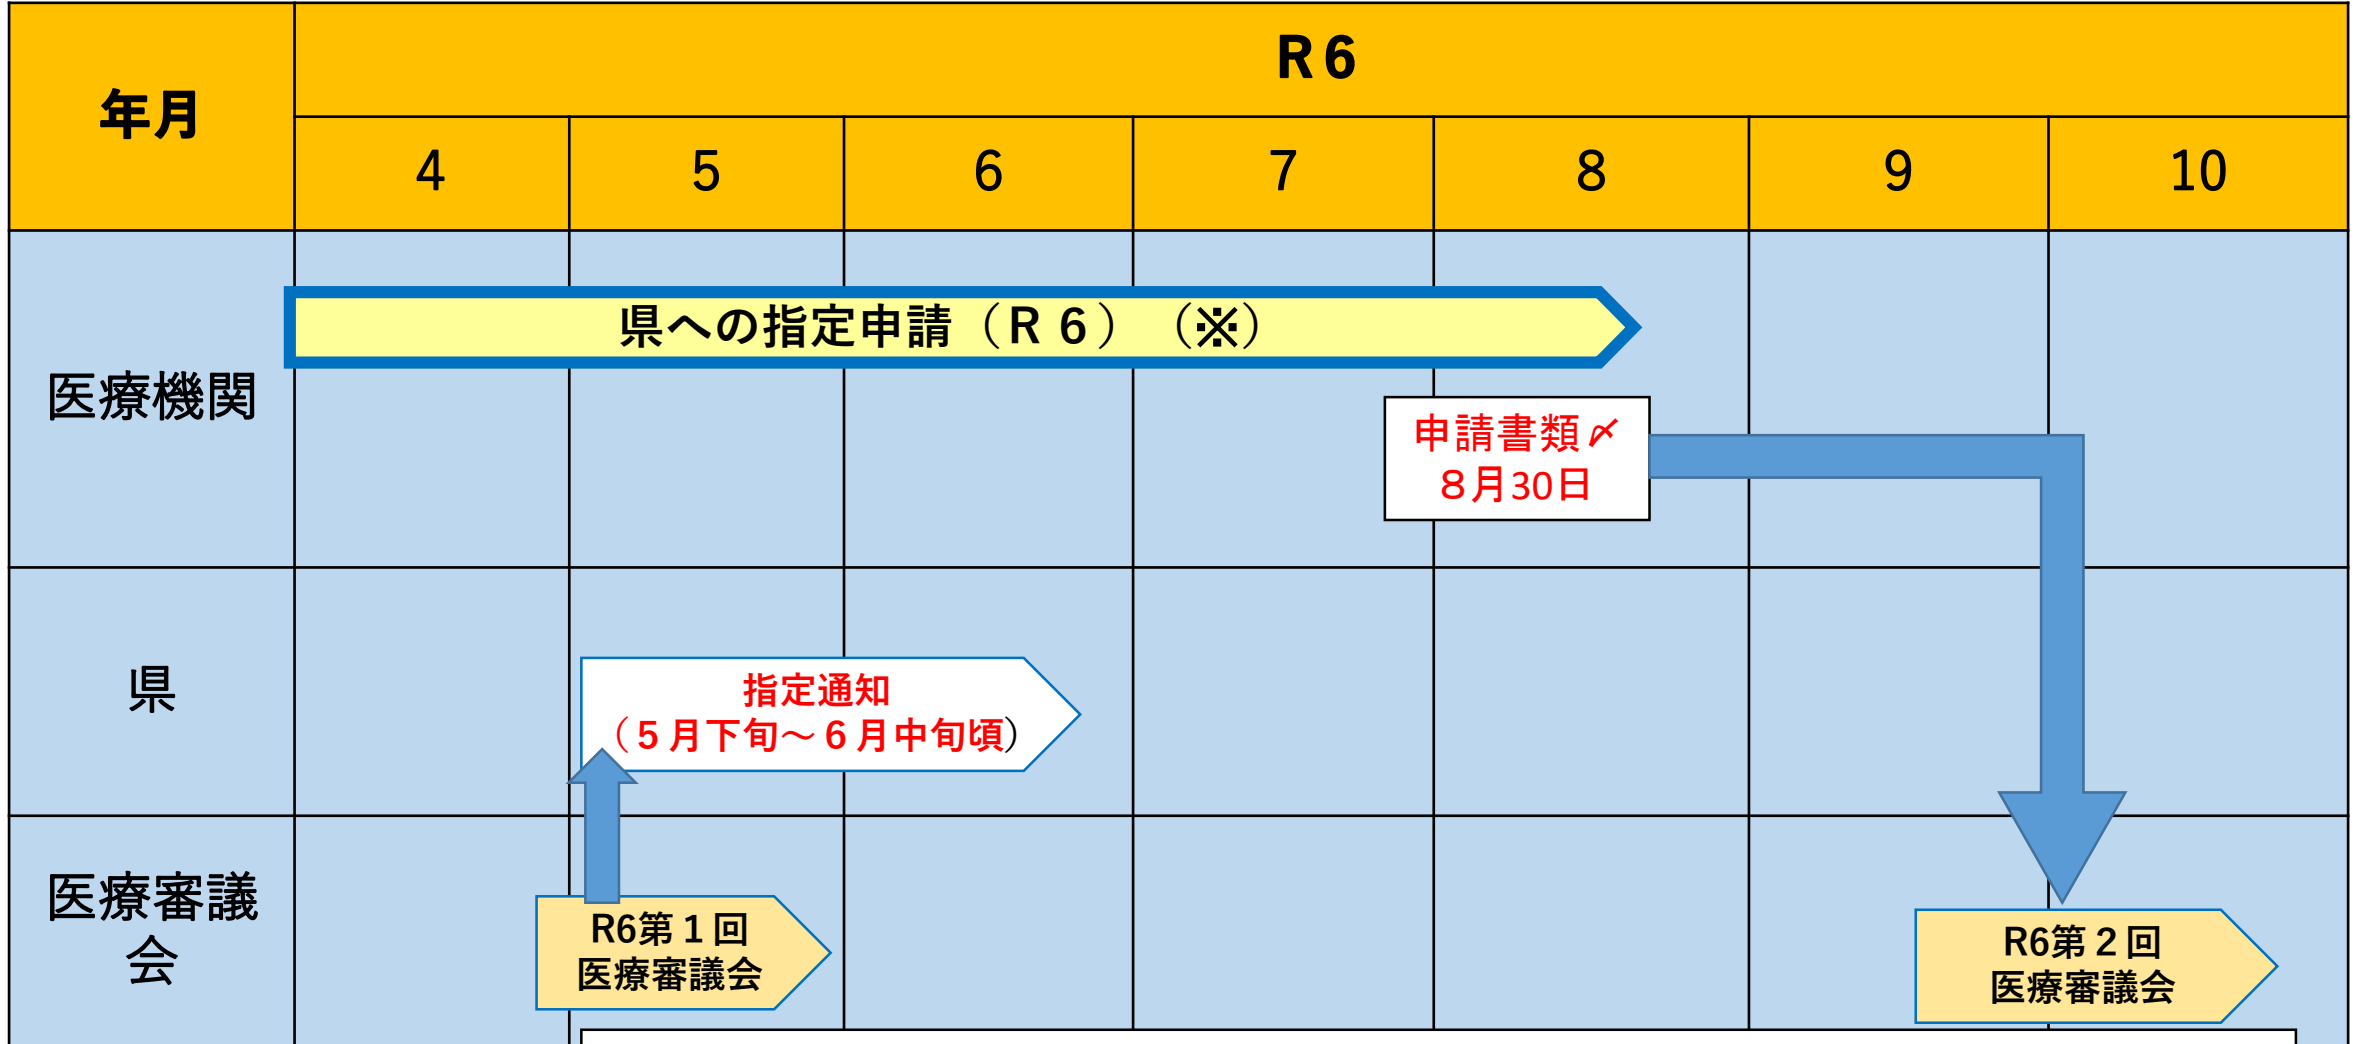 年月
R６
4
5
6
7
8
9
10
医療機関
県への指定申請（R６）（※）
申請書類〆
８月30日
県
指定通知
（５月下旬～６月中旬頃）
医療審議
会
R6第１回
医療審議会
R6第２回
医療審議会